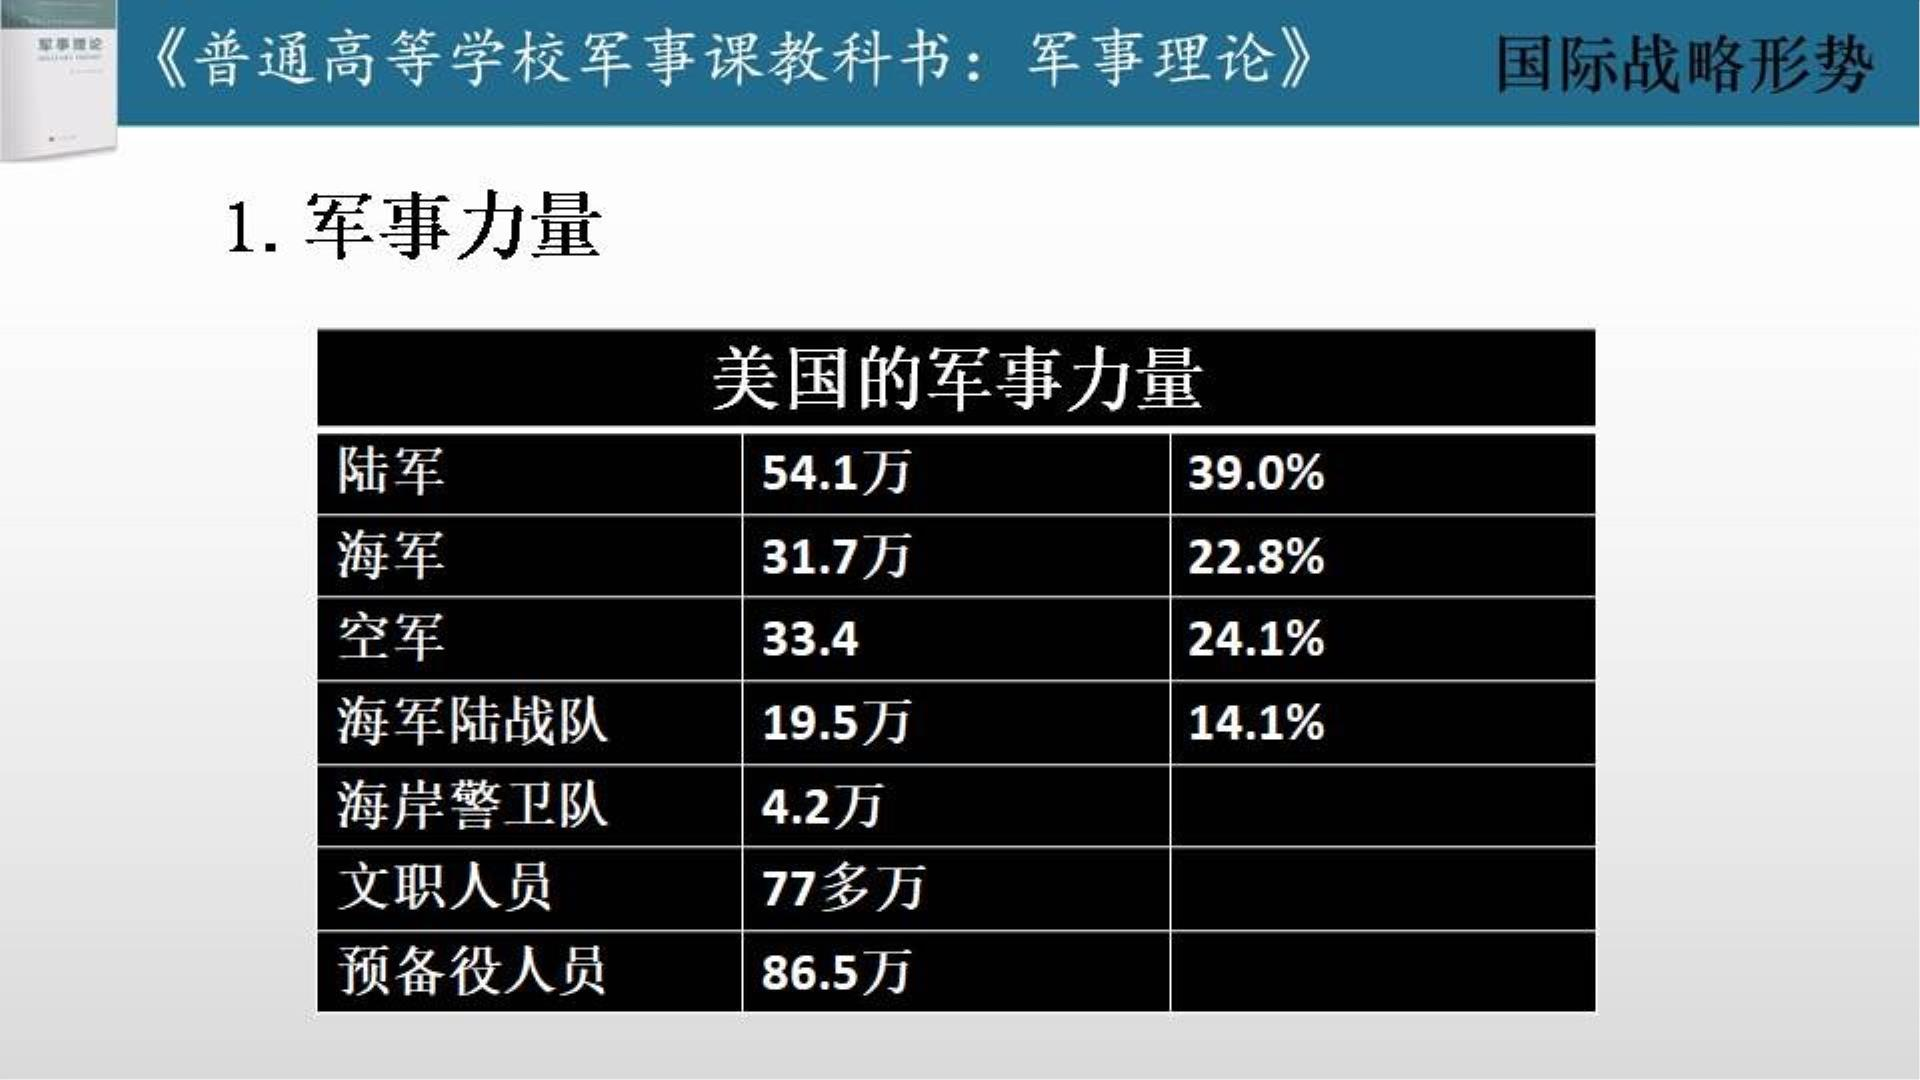 军事理论
《普通高等学校军事课教科书：军事理论》
国际战略形势
1.军事力量
美国的军事力量
陆军 54.1万 39.0%
海军 31.7万 22.8%
空军 33.4 24.1%
海军陆战队 19.5万 14.1%
海岸警卫队 4.2万
文职人员 77多万
预备役人员 86.5万